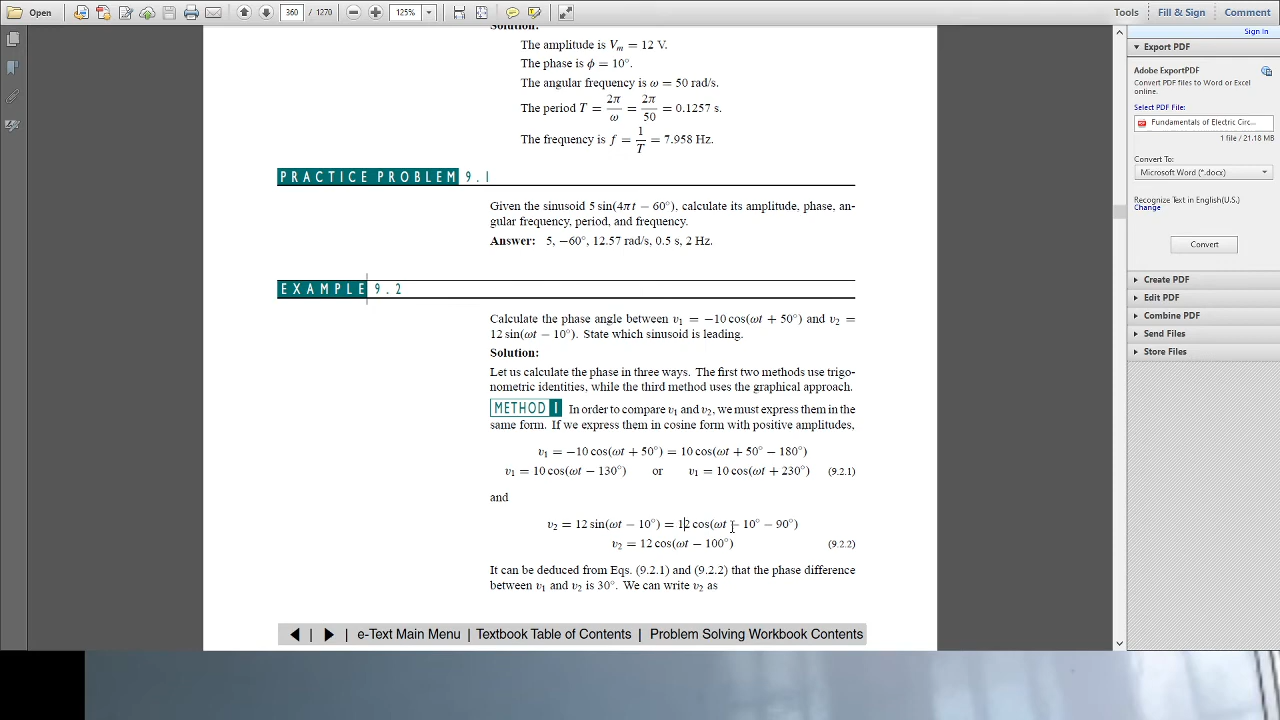 Open
360 / 1270
125%
Tools
Fill & Sign
Comment
Sign In
Export PDF
Adobe ExportPDF
Convert PDF files to Word or Excel
online.
Select PDF File:
Fundamentals of Electric Circ...
1 file / 21.18 MB
Convert To:
Microsoft Word (*.docx)
Recognize Text in English(U.S.)
Change
Convert
Create PDF
Edit PDF
Combine PDF
Send Files
Store Files
Solution:
The amplitude is Vm = 12 V.
The phase is ϕ = 10°.
The angular frequency is ω = 50 rad/s.
The period T = 2π/ω = 2π/50 = 0.1257 s.
The frequency is f = 1/T = 7.958 Hz.
PRACTICE PROBLEM 9.1
Given the sinusoid 5 sin(4πt − 60°), calculate its amplitude, phase, an-
gular frequency, period, and frequency.
Answer: 5, −60°, 12.57 rad/s, 0.5 s, 2 Hz.
EXAMPLE 9.2
Calculate the phase angle between v1 = −10 cos(ωt + 50°) and v2 =
12 sin(ωt − 10°). State which sinusoid is leading.
Solution:
Let us calculate the phase in three ways. The first two methods use trigo-
nometric identities, while the third method uses the graphical approach.
METHOD 1 In order to compare v1 and v2, we must express them in the
same form. If we express them in cosine form with positive amplitudes,
v1 = −10 cos(ωt + 50°) = 10 cos(ωt + 50° − 180°)
v1 = 10 cos(ωt − 130°) or v1 = 10 cos(ωt + 230°) (9.2.1)
and
v2 = 12 sin(ωt − 10°) = 12 cos(ωt − 10° − 90°)
v2 = 12 cos(ωt − 100°) (9.2.2)
It can be deduced from Eqs. (9.2.1) and (9.2.2) that the phase difference
between v1 and v2 is 30°. We can write v2 as
| | e-Text Main Menu | Textbook Table of Contents | Problem Solving Workbook Contents